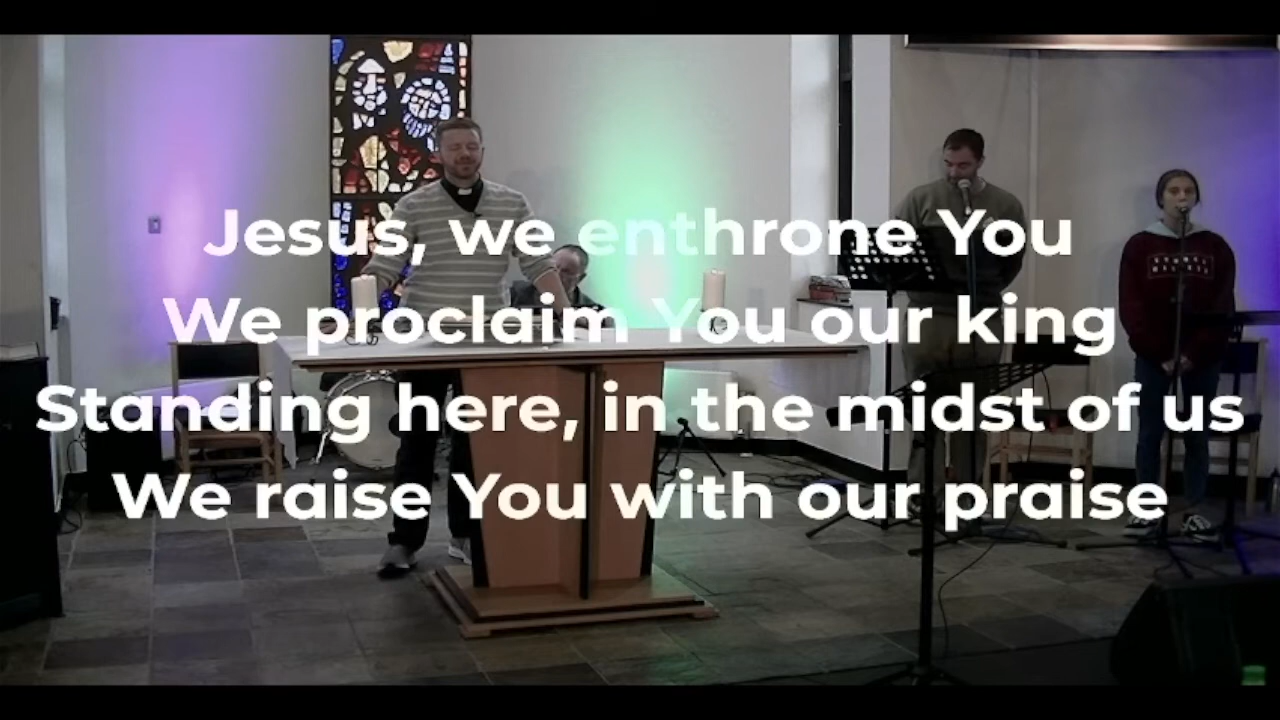 Jesus, we enthrone You
We proclaim You our king
Standing here, in the midst of us
We raise You with our praise